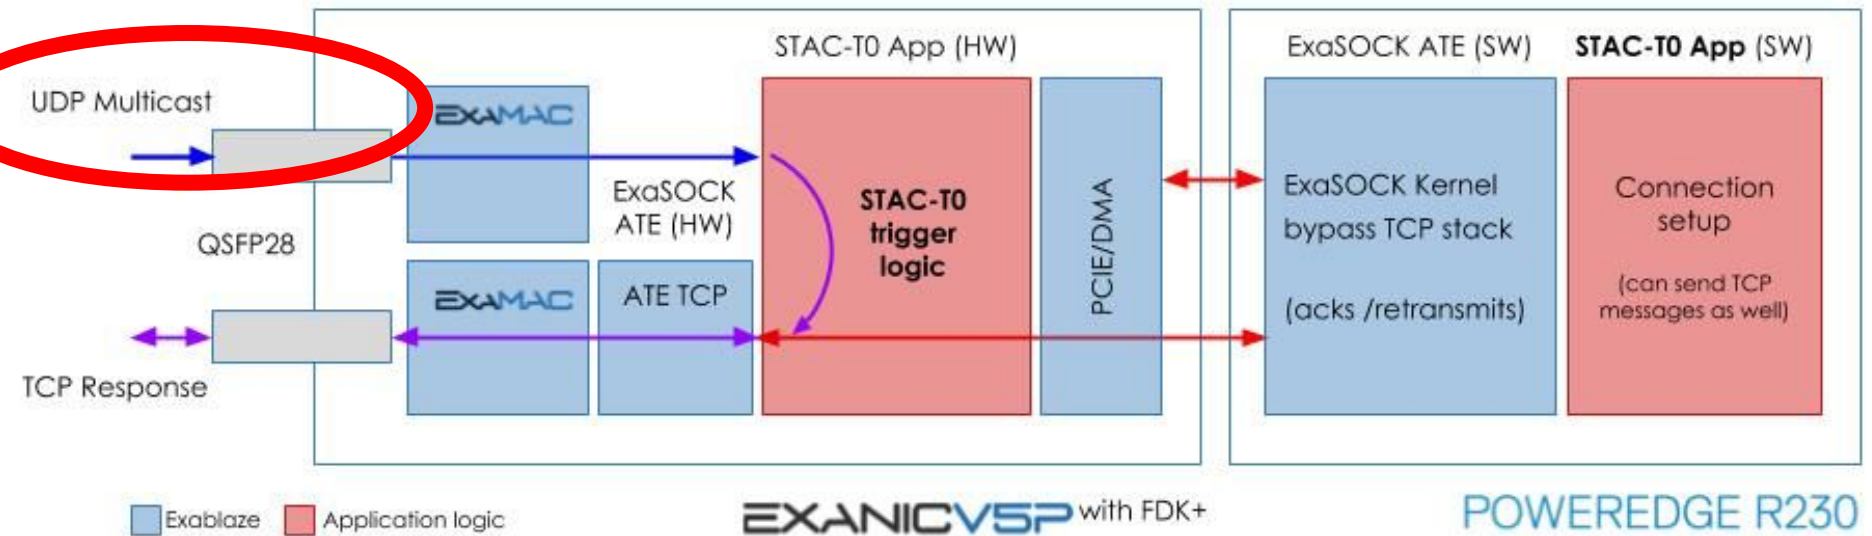 STAC-T0 App (HW)
ExaSOCK ATE (SW)
STAC-T0 App (SW)
UDP Multicast
EXAMAC
ExaSOCK
ATE (HW)
QSFP28
STAC-T0
trigger
logic
PCIE/DMA
ExaSOCK Kernel
bypass TCP stack
(acks /retransmits)
Connection
setup
(can send TCP
messages as well)
EXAMAC
ATE TCP
TCP Response
Exablaze
Application logic
EXANICV5P with FDK+
POWEREDGE R230